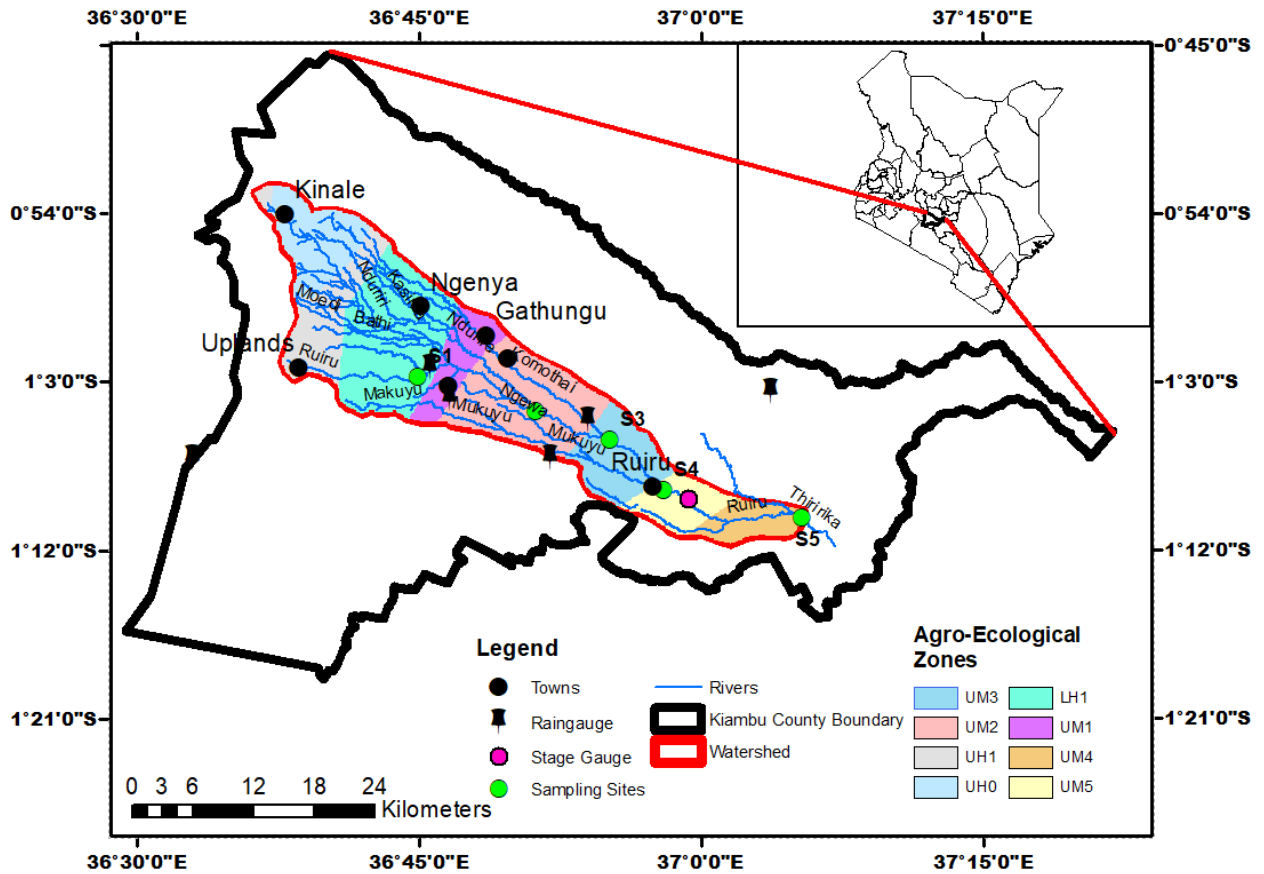 36°30'0"E 36°45'0"E 37°0'0"E 37°15'0"E
0°45'0"S
0°54'0"S 0°54'0"S
Kinale
Nduriri
Ngenya
Moeri
Gathungu
Bathi
Nduma
Uplands
Ruiru
S1
Komothai
1°3'0"S 1°3'0"S
Makuyu
Ngewa
Mukuyu
S3
Mukuyu
Ruiru
S4
Ruiru
Thiririka
S5
1°12'0"S 1°12'0"S
Legend
Towns
Raingauge
Stage Gauge
Sampling Sites
Rivers
Kiambu County Boundary
Watershed
Agro-Ecological
Zones
UM3 LH1
UM2 UM1
UH1 UM4
UH0 UM5
1°21'0"S 1°21'0"S
0 3 6 12 18 24
Kilometers
36°30'0"E 36°45'0"E 37°0'0"E 37°15'0"E